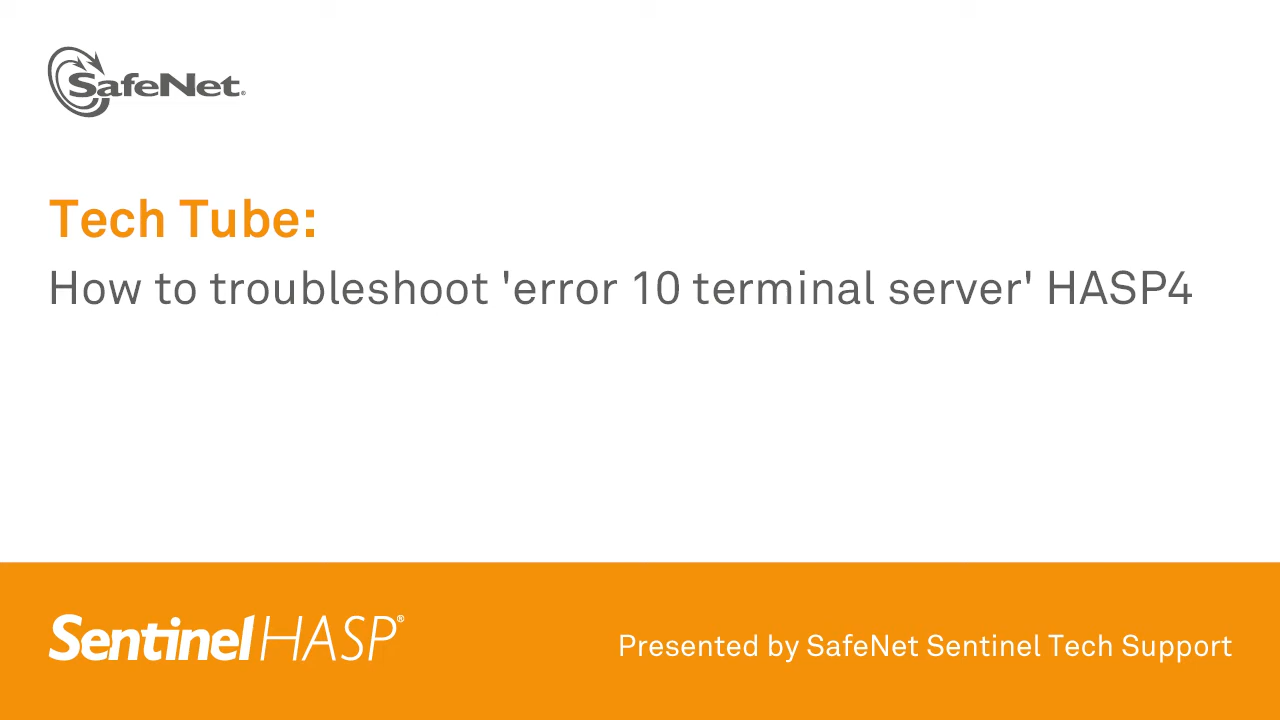 SafeNet®
Tech Tube:
How to troubleshoot 'error 10 terminal server' HASP4
Sentinel HASP®
Presented by SafeNet Sentinel Tech Support